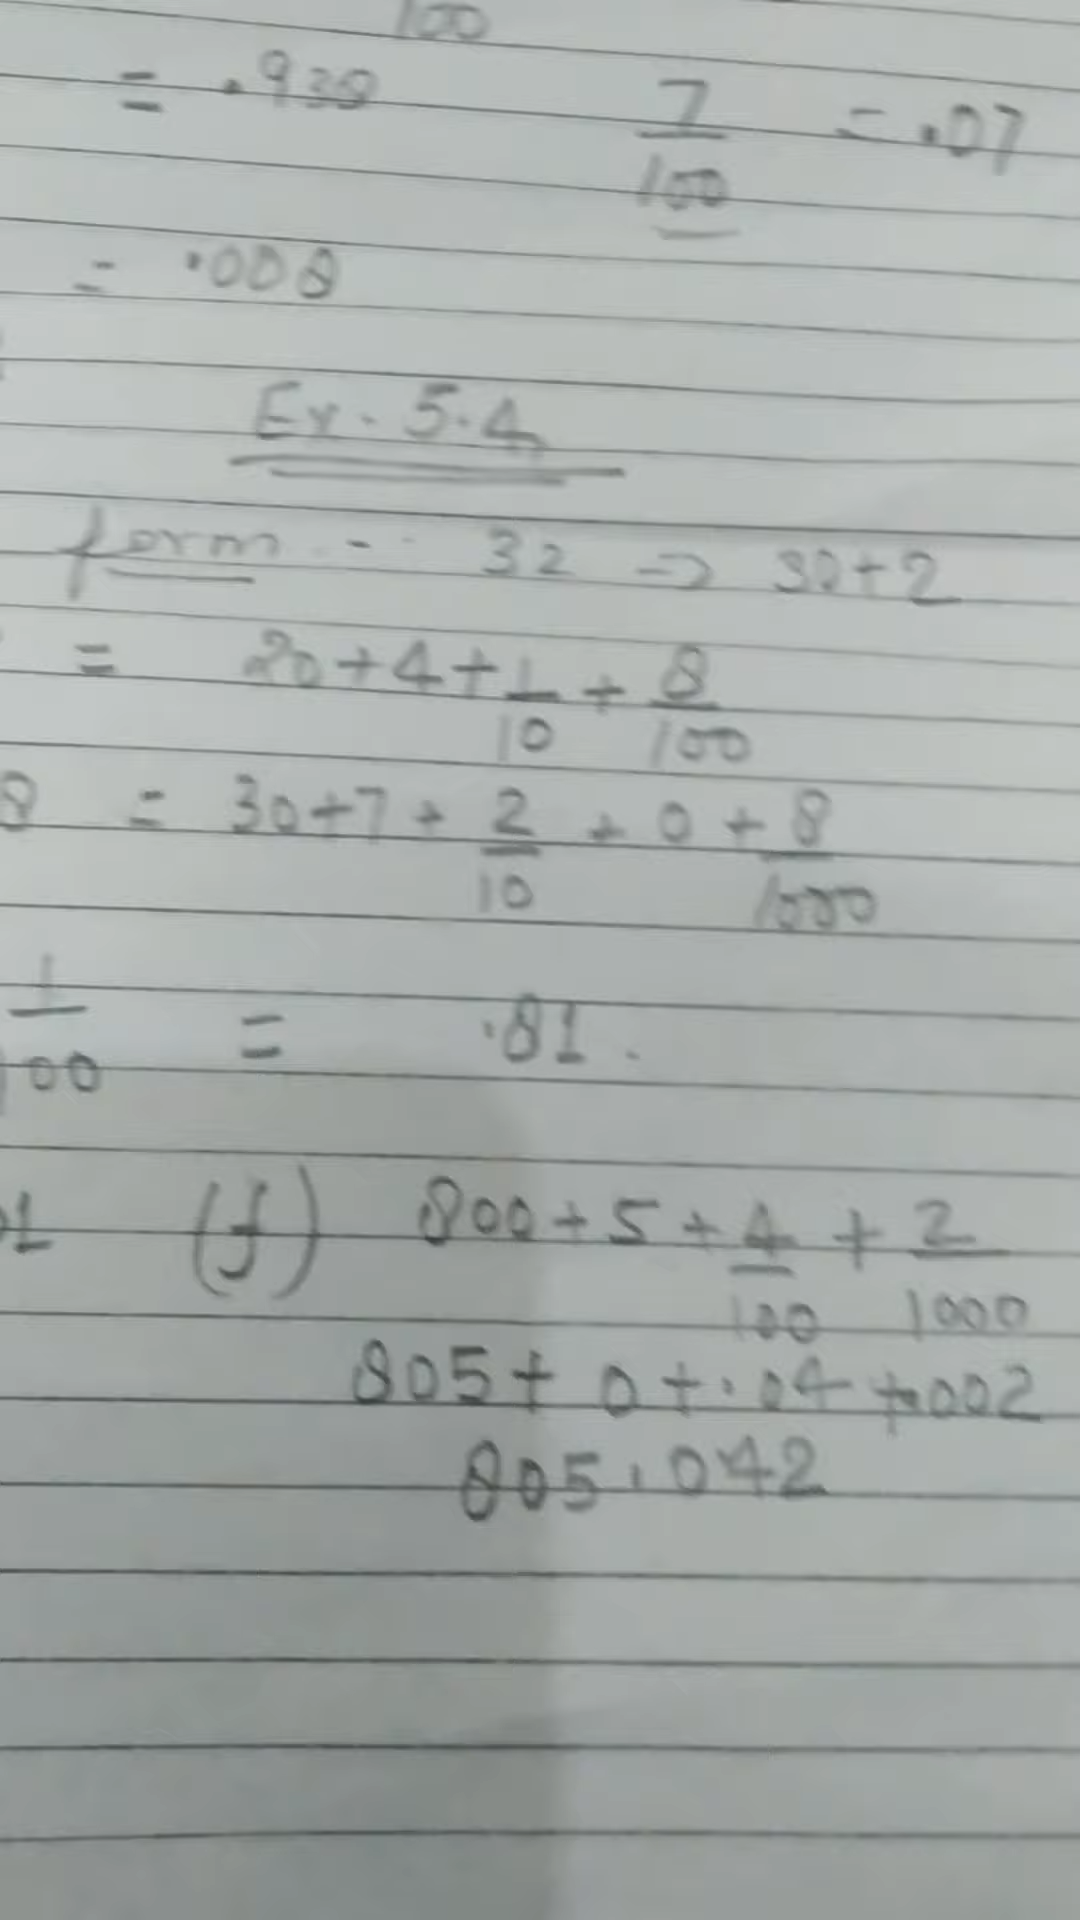 100
= .938 7/100 = .07
= .008
Ex. 5.4
form -- 32 => 30+2
= 20+4+1/10 + 8/100
8 = 30+7+2/10 + 0 + 8/1000
1/100 = .81.
01 (f) 800+5+4/100 + 2/1000
805+0+.04+.002
805.042